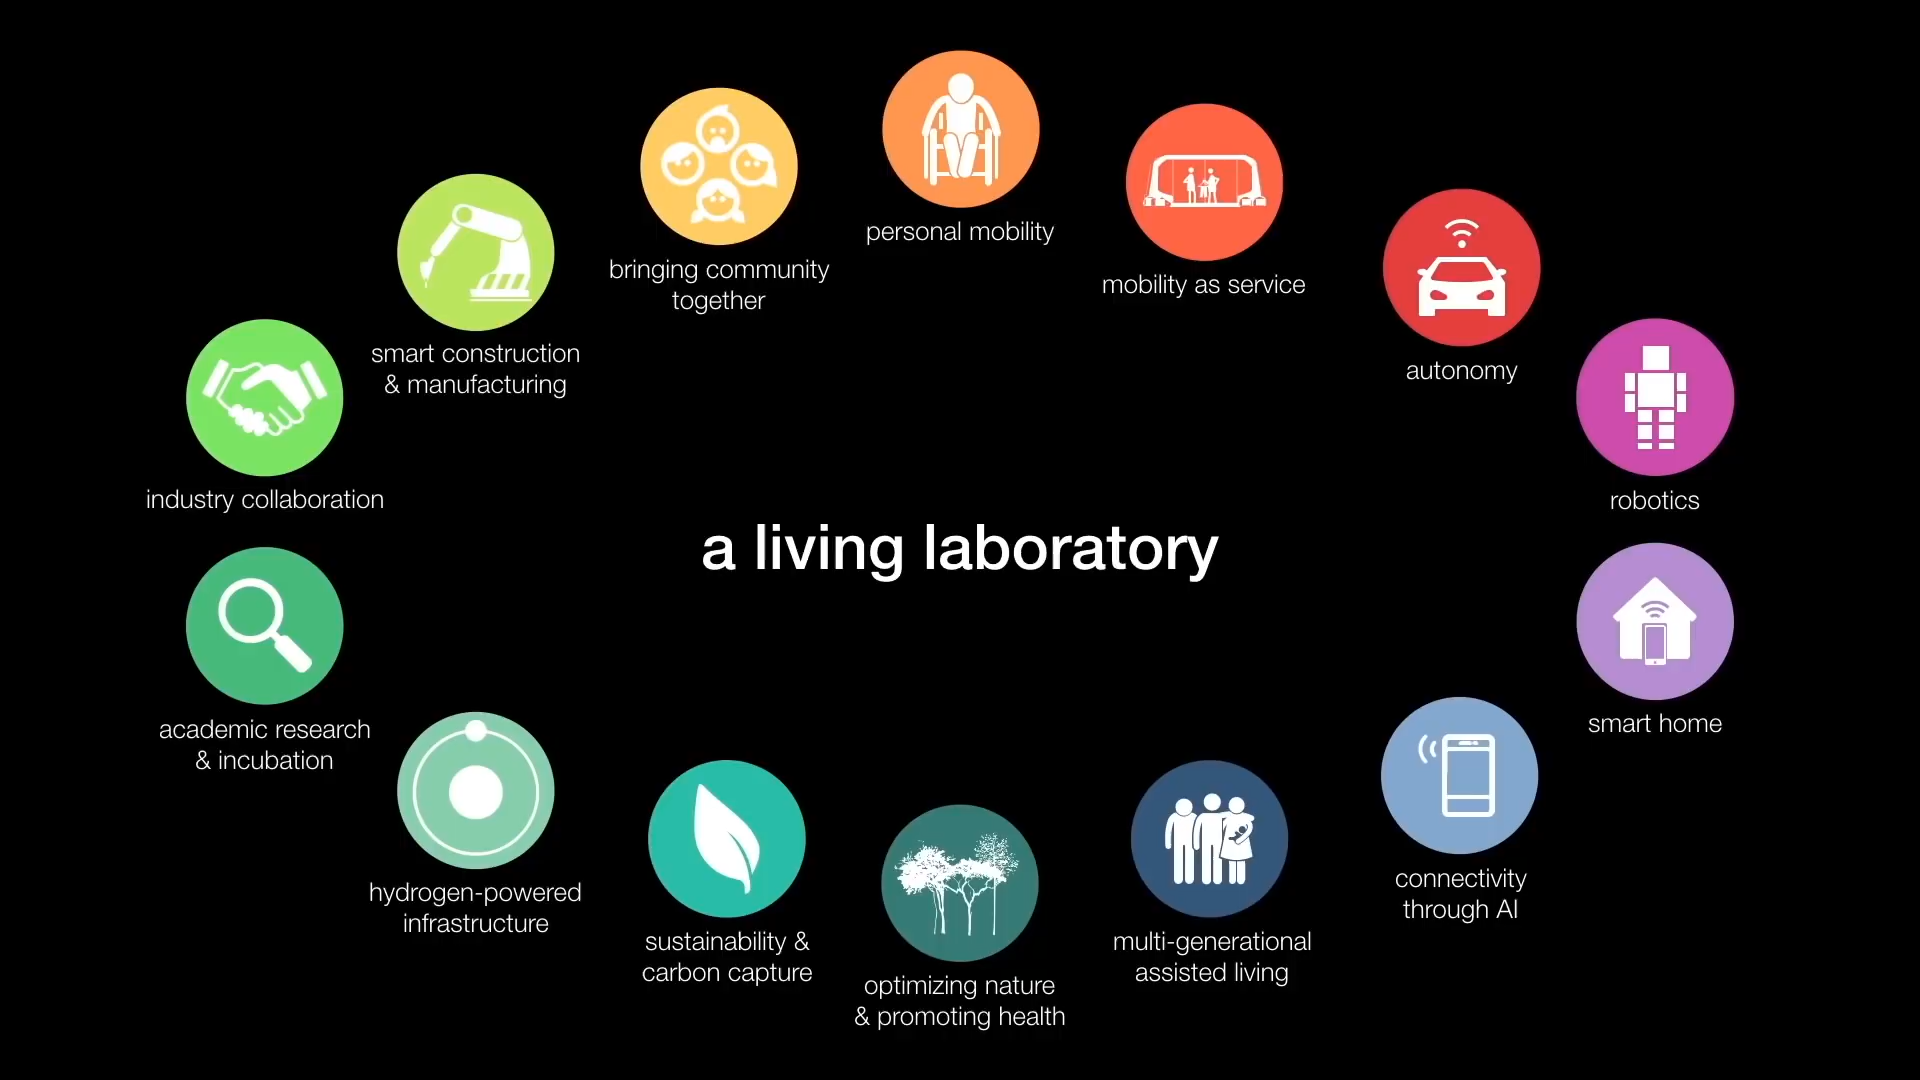 personal mobility
bringing community
together
mobility as service
smart construction
& manufacturing
autonomy
industry collaboration
robotics
a living laboratory
academic research
& incubation
smart home
hydrogen-powered
infrastructure
connectivity
through AI
sustainability &
carbon capture
multi-generational
assisted living
optimizing nature
& promoting health